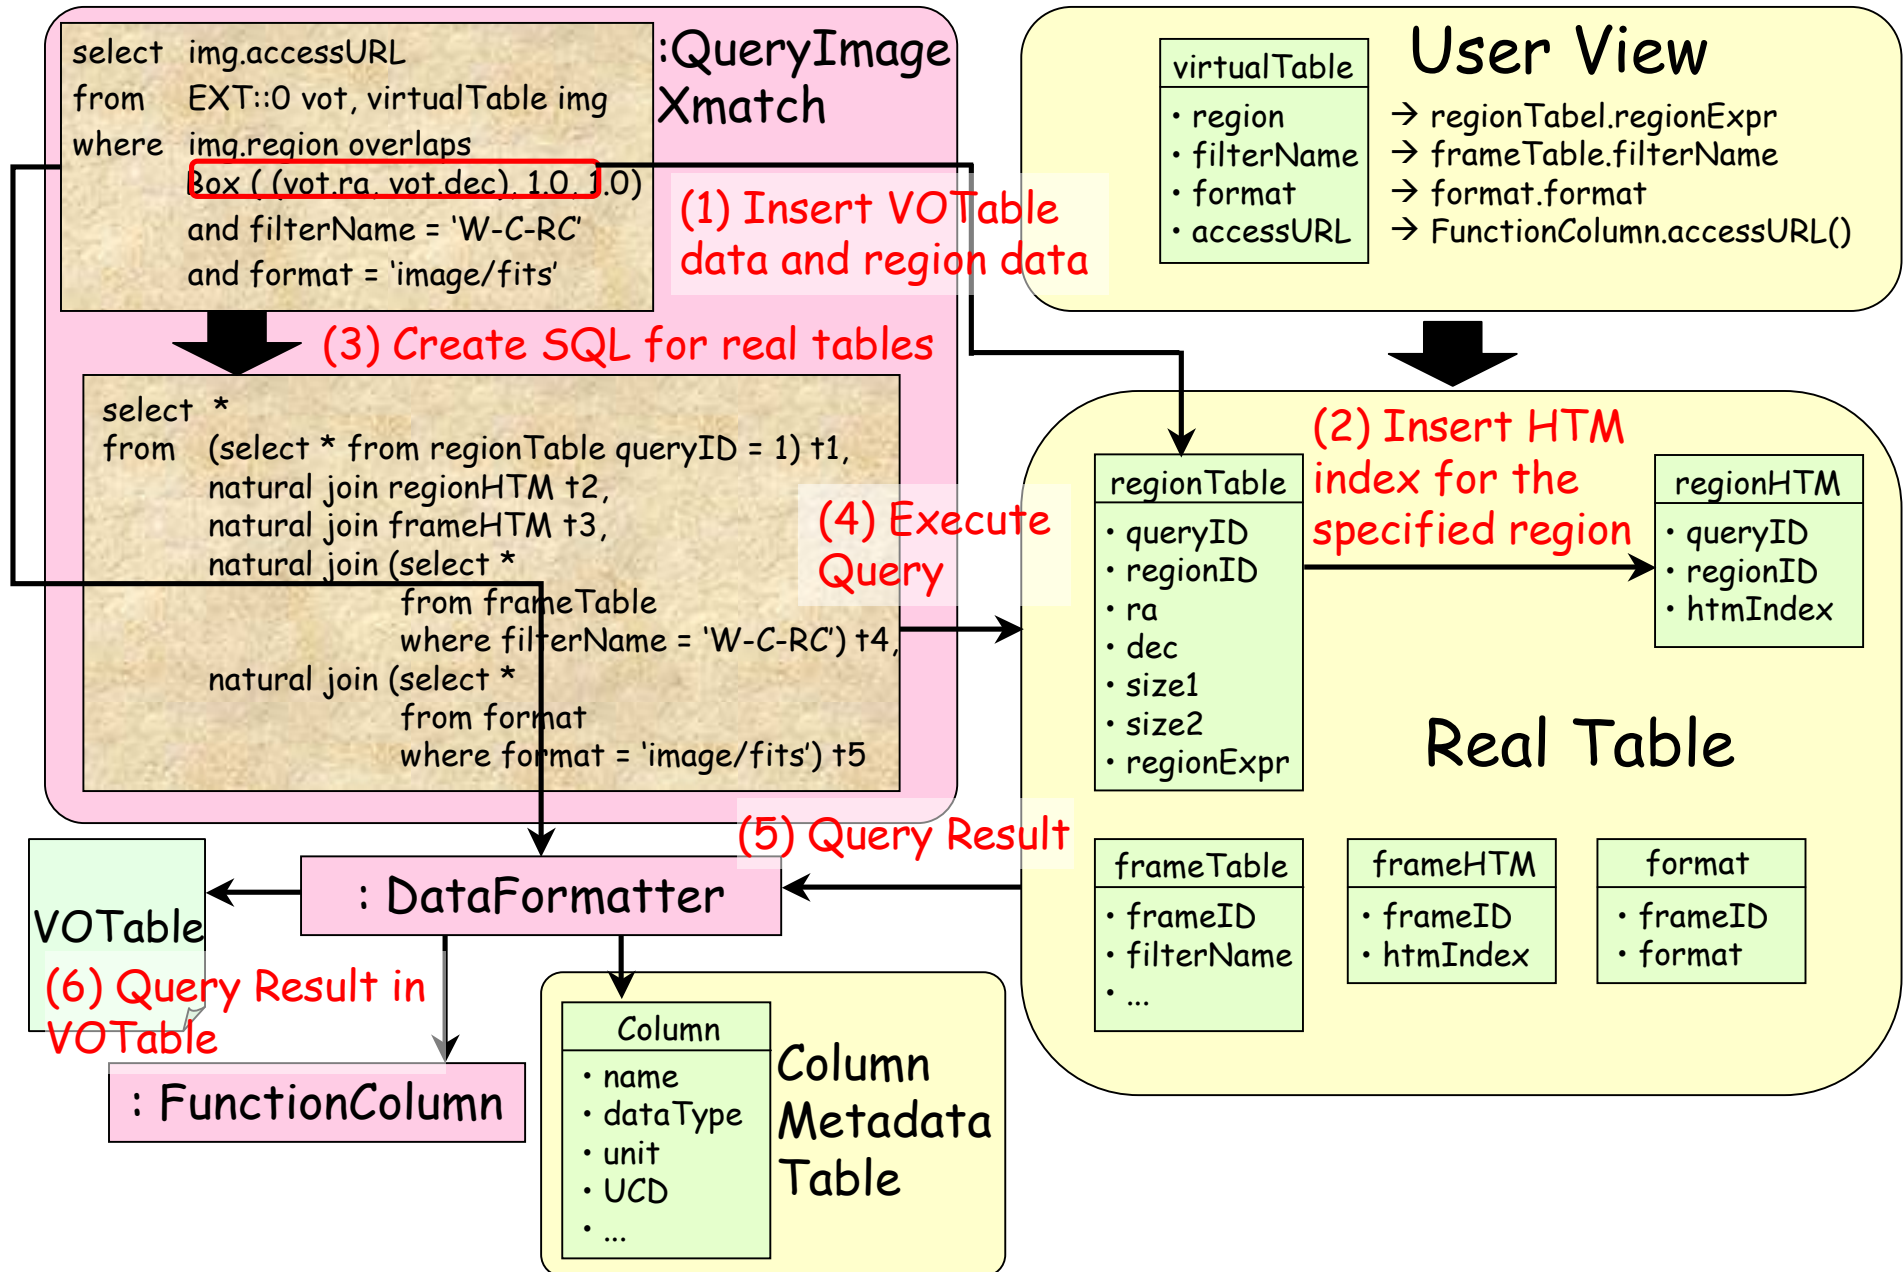 select img.accessURL
from EXT::0 vot, virtualTable img
where img.region overlaps
Box ( (vot.ra, vot.dec), 1.0, 1.0)
and filterName = ‘W-C-RC’
and format = ‘image/fits’
:QueryImage
Xmatch
(1) Insert VOTable
data and region data
(3) Create SQL for real tables
select *
from (select * from regionTable queryID = 1) t1,
natural join regionHTM t2,
natural join frameHTM t3,
natural join (select *
from frameTable
where filterName = ‘W-C-RC’) t4,
natural join (select *
from format
where format = ‘image/fits’) t5
(4) Execute
Query
User View
virtualTable
• region → regionTabel.regionExpr
• filterName → frameTable.filterName
• format → format.format
• accessURL → FunctionColumn.accessURL()
(2) Insert HTM
index for the
specified region
regionTable
• queryID
• regionID
• ra
• dec
• size1
• size2
• regionExpr
regionHTM
• queryID
• regionID
• htmIndex
Real Table
frameTable
• frameID
• filterName
• ...
frameHTM
• frameID
• htmIndex
format
• frameID
• format
(5) Query Result
: DataFormatter
VOTable
(6) Query Result in
VOTable
: FunctionColumn
Column
• name
• dataType
• unit
• UCD
• ...
Column
Metadata
Table